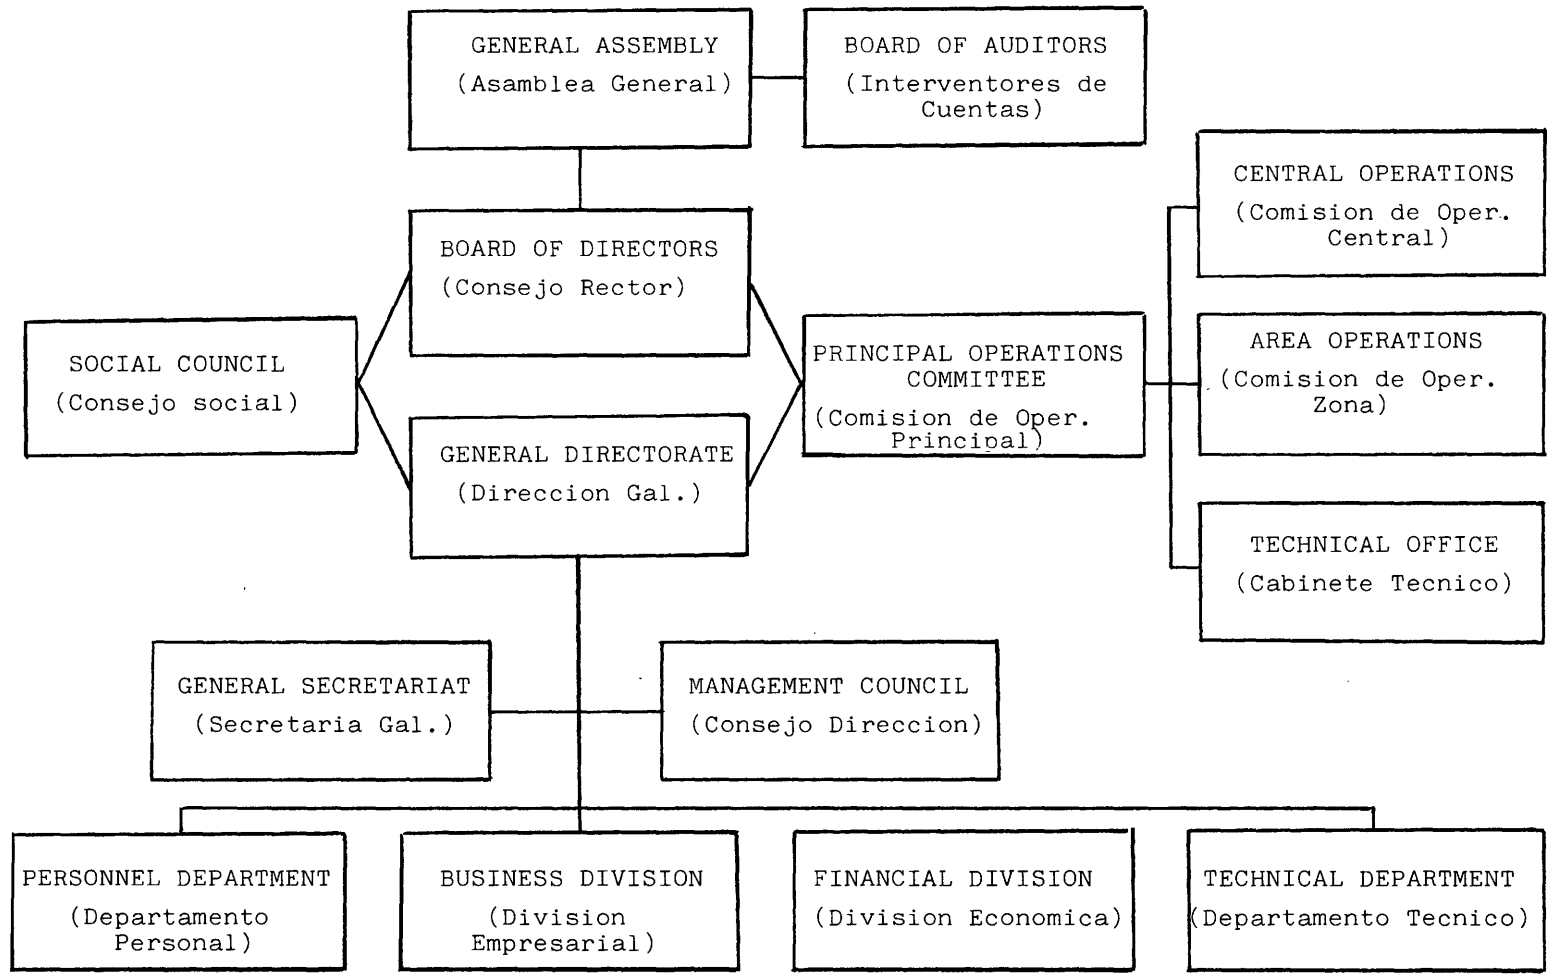 GENERAL ASSEMBLY
(Asamblea General)
BOARD OF AUDITORS
(Interventores de
Cuentas)
CENTRAL OPERATIONS
(Comision de Oper.
Central)
BOARD OF DIRECTORS
(Consejo Rector)
SOCIAL COUNCIL
(Consejo social)
PRINCIPAL OPERATIONS
COMMITTEE
(Comision de Oper.
Principal)
AREA OPERATIONS
(Comision de Oper.
Zona)
GENERAL DIRECTORATE
(Direccion Gal.)
TECHNICAL OFFICE
(Cabinete Tecnico)
GENERAL SECRETARIAT
(Secretaria Gal.)
MANAGEMENT COUNCIL
(Consejo Direccion)
PERSONNEL DEPARTMENT
(Departamento
Personal)
BUSINESS DIVISION
(Division
Empresarial)
FINANCIAL DIVISION
(Division Economica)
TECHNICAL DEPARTMENT
(Departamento Tecnico)